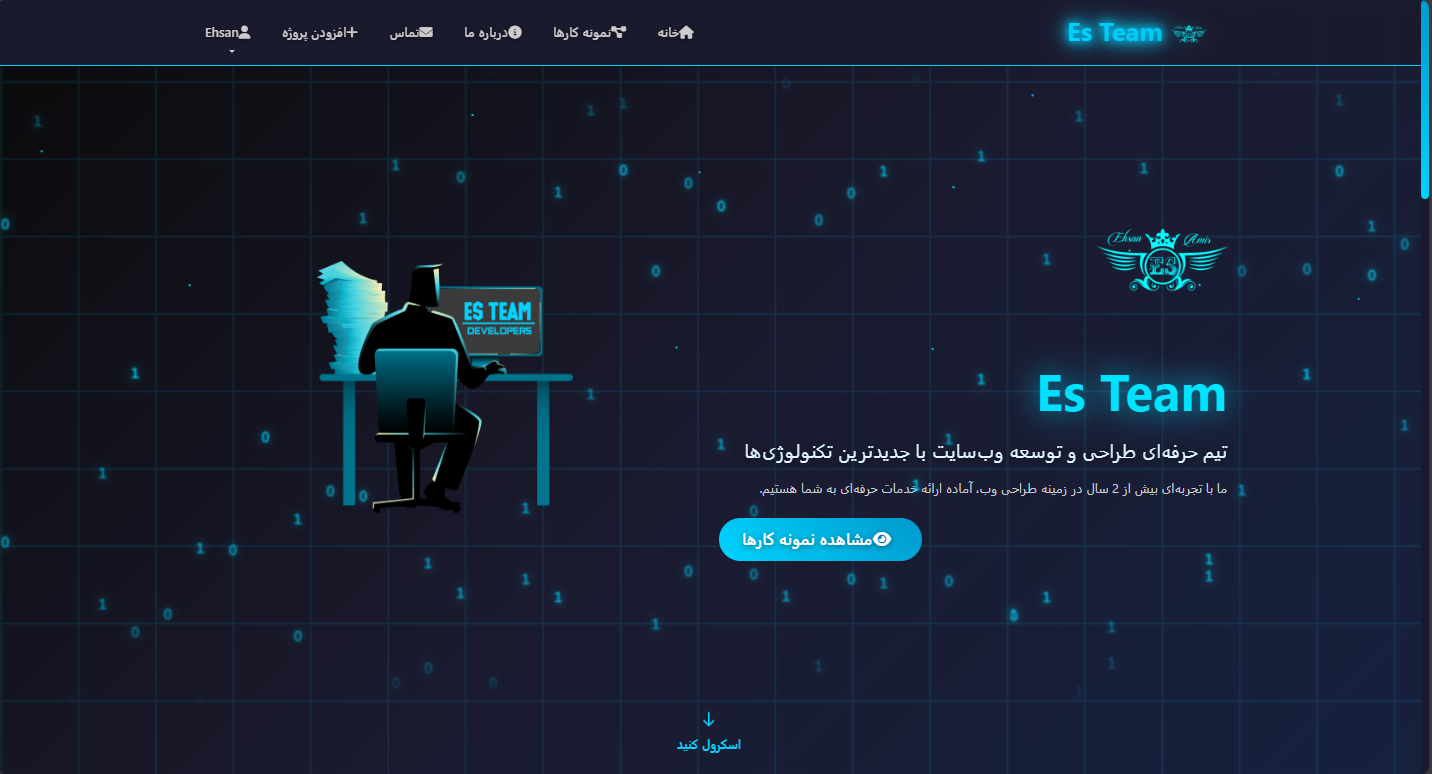 Es Team
خانه
نمونه کارها
درباره ما
تماس
افزودن پروژه
Ehsan
Ehsan Amir
ES
Es Team
تیم حرفه‌ای طراحی و توسعه وب‌سایت با جدیدترین تکنولوژی‌ها
ما با تجربه‌ای بیش از 2 سال در زمینه طراحی وب، آماده ارائه خدمات حرفه‌ای به شما هستیم.
مشاهده نمونه کارها
E$ TEAM
DEVELOPERS
اسکرول کنید